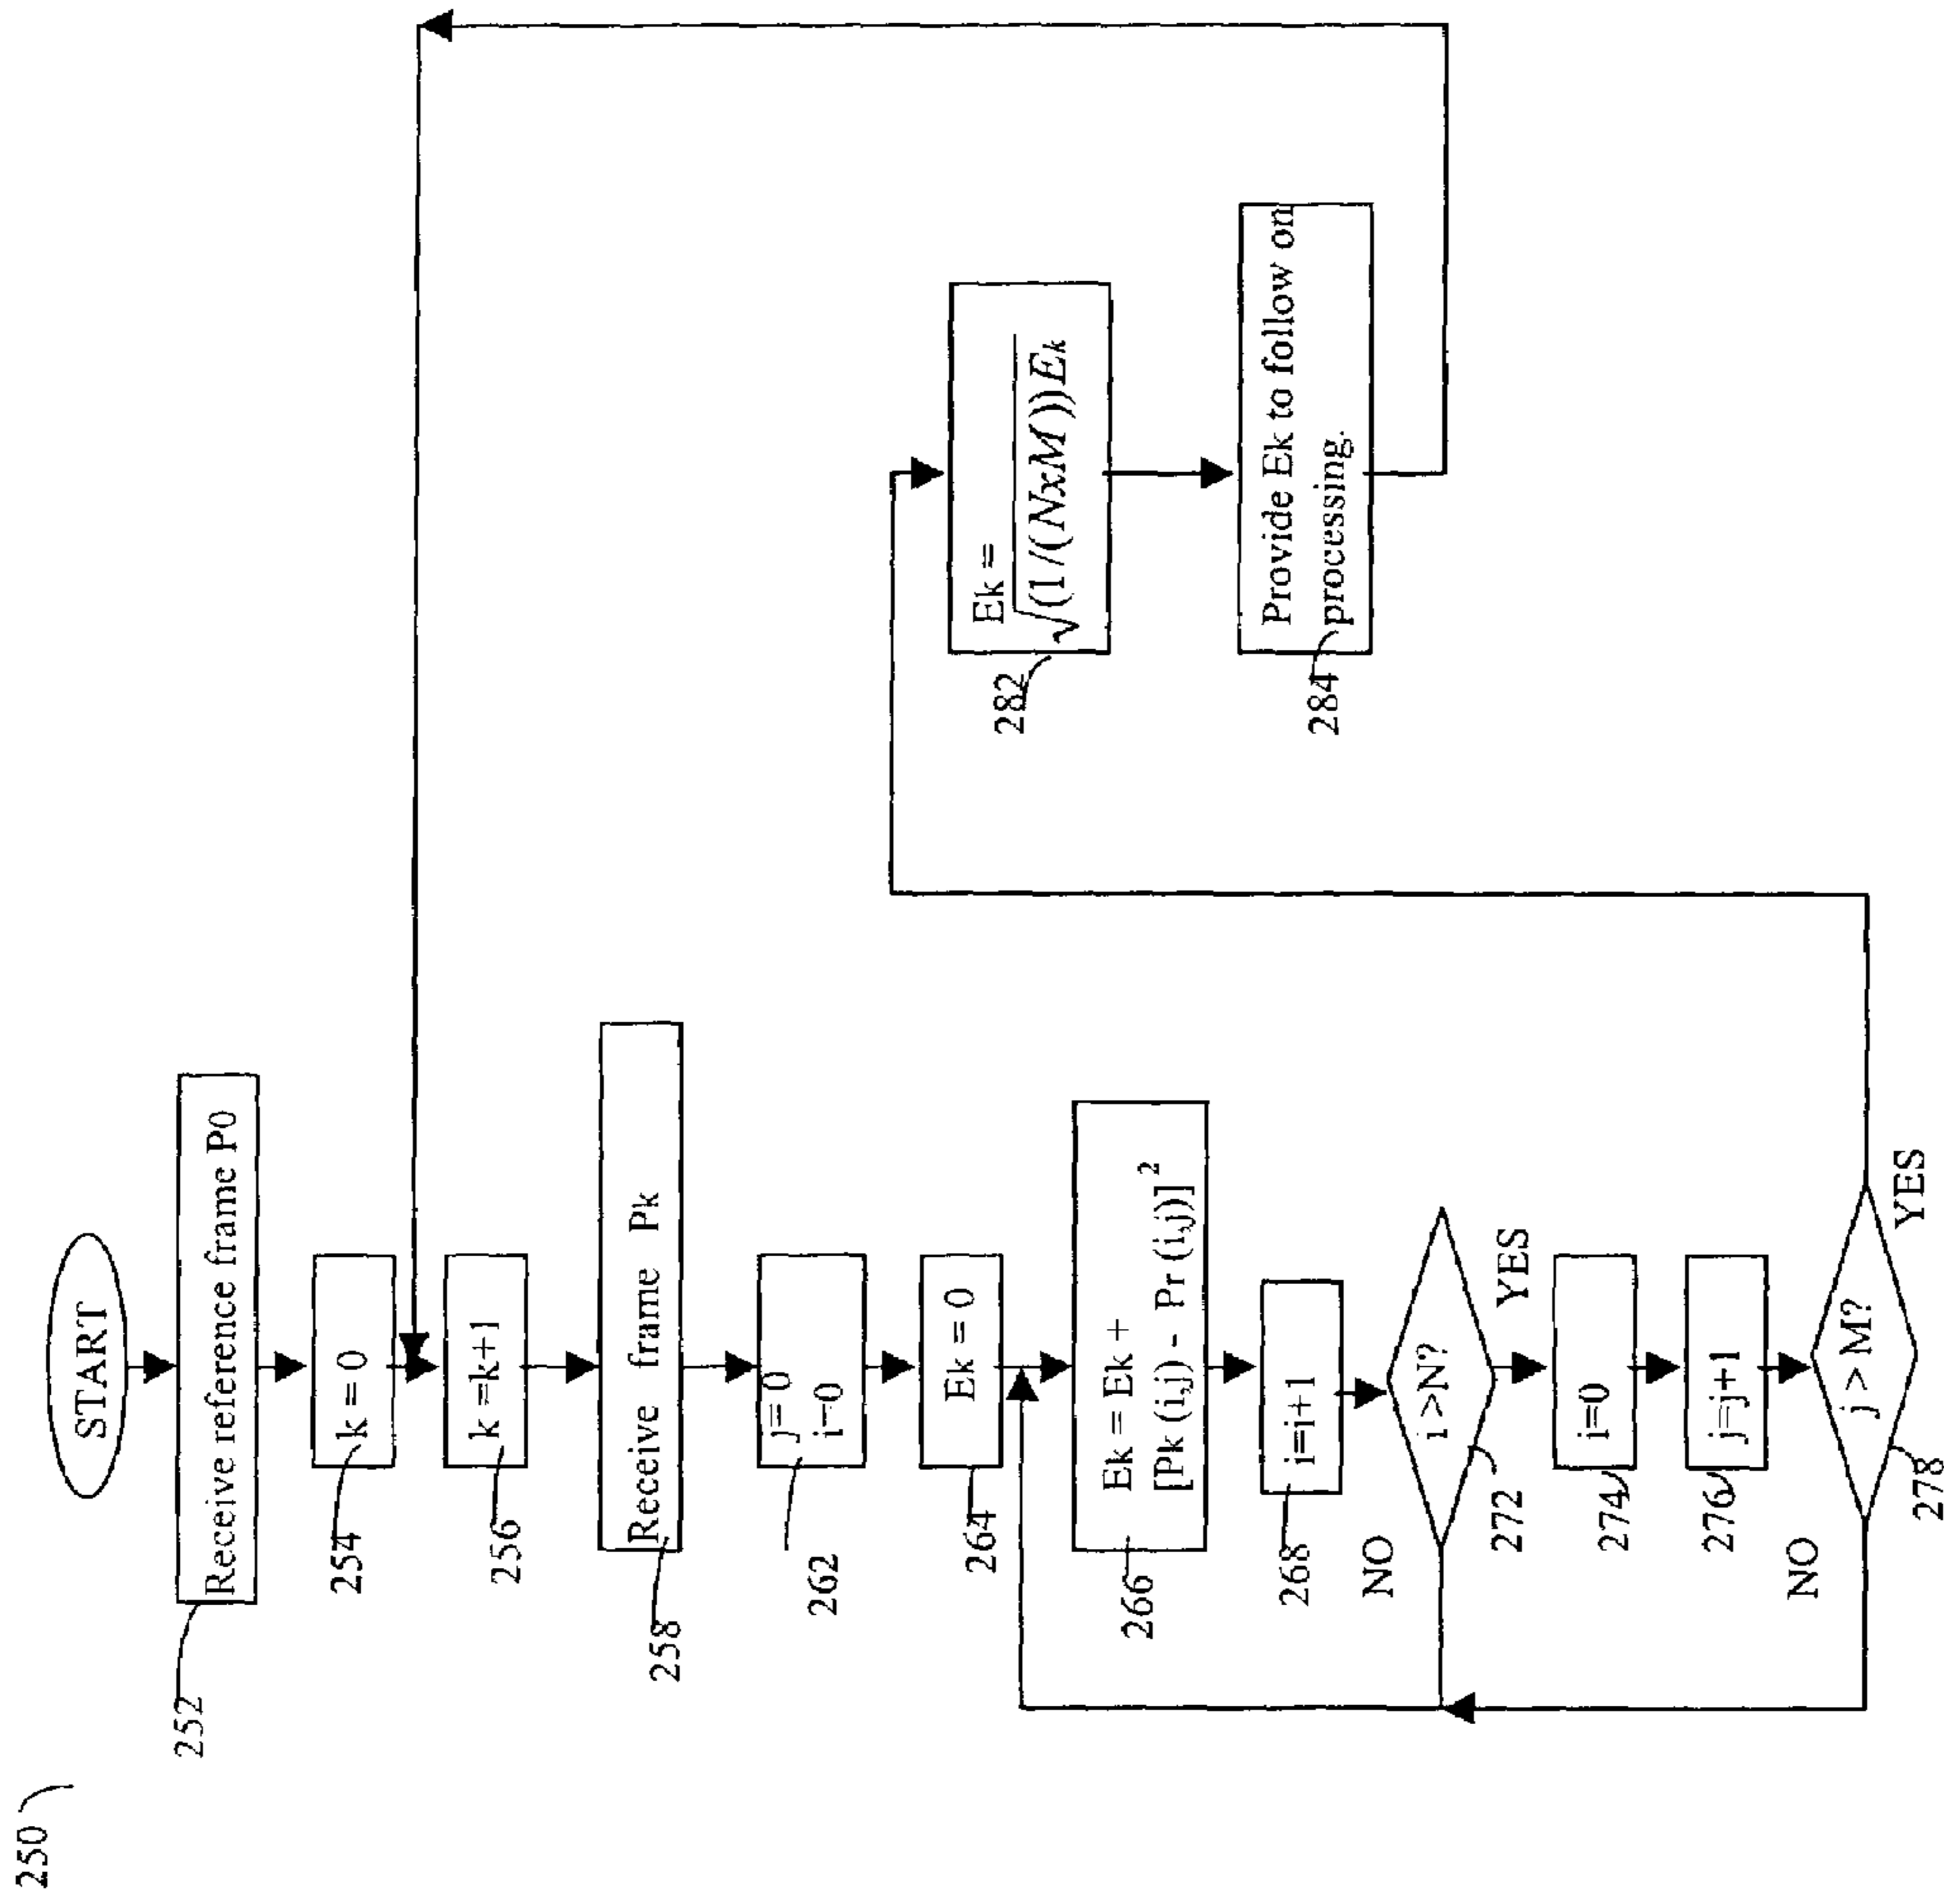 250
START
252
Receive reference frame P0
254
k = 0
256
k =k+1
258
Receive frame Pk
262
j=0
i=0
264
Ek = 0
266
Ek = Ek +
[Pk (i,j) - Pr (i,j)]²
268
i=i+1
NO
i >N?
YES
272
274
i=0
276
j=j+1
NO
j > M?
YES
278
282
Ek =
√(1/(NxM))Ek
284
Provide Ek to follow on
processing.